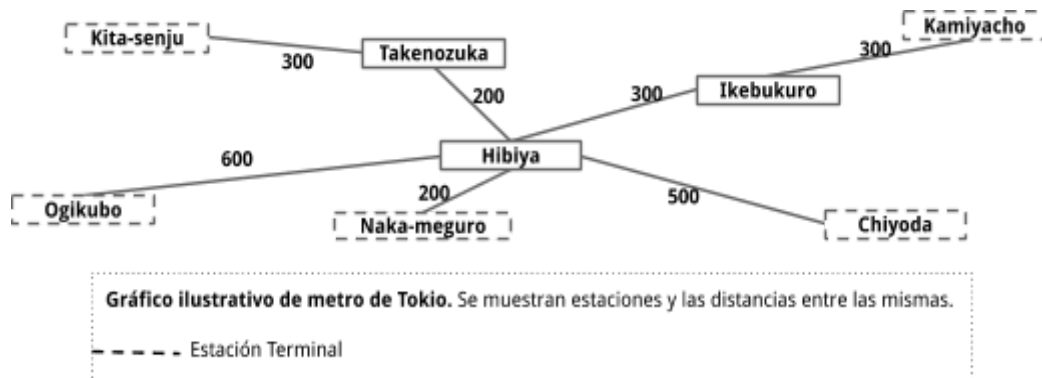 Kamiyacho
Kita-senju
300
Takenozuka
300
Ikebukuro
200
300
Hibiya
600
200
500
Ogikubo
Naka-meguro
Chiyoda
Gráfico ilustrativo de metro de Tokio. Se muestran estaciones y las distancias entre las mismas.
Estación Terminal